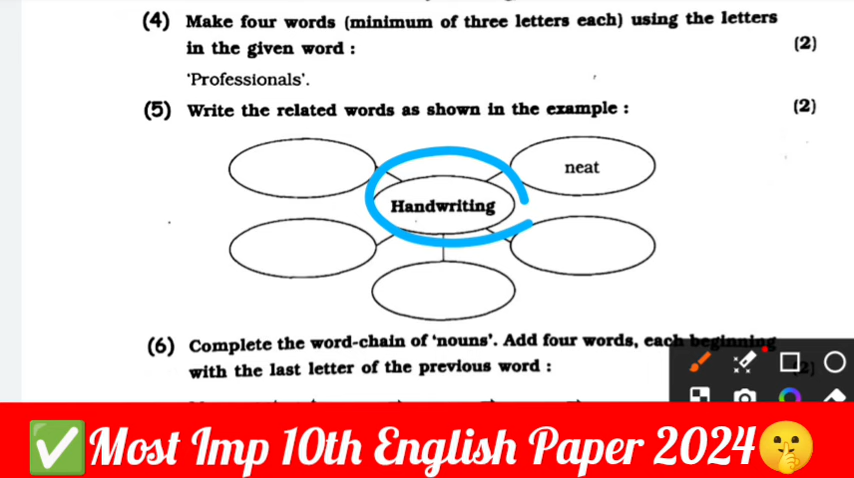 (4) Make four words (minimum of three letters each) using the letters
in the given word : (2)
'Professionals'.
(5) Write the related words as shown in the example : (2)
neat
Handwriting
(6) Complete the word-chain of 'nouns'. Add four words, each beginning
with the last letter of the previous word : (2)
✅Most Imp 10th English Paper 2024🤫